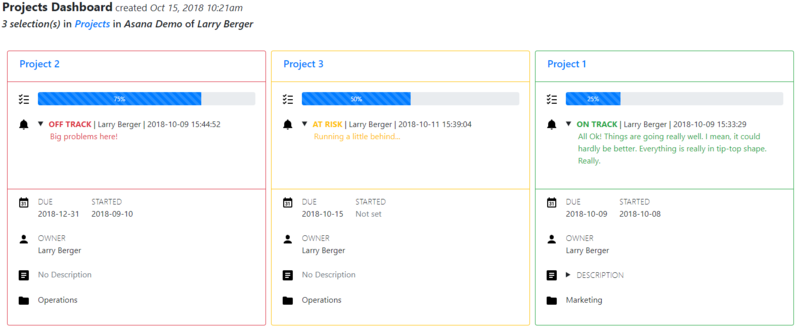 Projects Dashboard created Oct 15, 2018 10:21am
3 selection(s) in Projects in Asana Demo of Larry Berger
Project 2
75%
OFF TRACK | Larry Berger | 2018-10-09 15:44:52
Big problems here!
31 DUE STARTED
2018-12-31 2018-09-10
OWNER
Larry Berger
No Description
Operations
Project 3
50%
AT RISK | Larry Berger | 2018-10-11 15:39:04
Running a little behind...
31 DUE STARTED
2018-10-15 Not set
OWNER
Larry Berger
No Description
Operations
Project 1
25%
ON TRACK | Larry Berger | 2018-10-09 15:33:29
All Ok! Things are going really well. I mean, it could
hardly be better. Everything is really in tip-top shape.
Really.
31 DUE STARTED
2018-10-09 2018-10-08
OWNER
Larry Berger
DESCRIPTION
Marketing